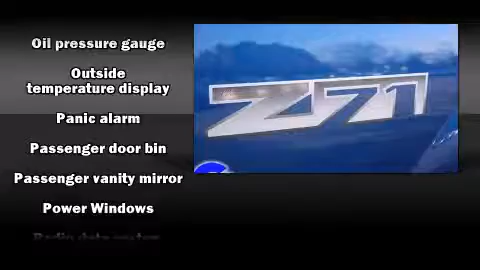 Oil pressure gauge
Outside
temperature display
Panic alarm
Passenger door bin
Passenger vanity mirror
Power Windows
Z71